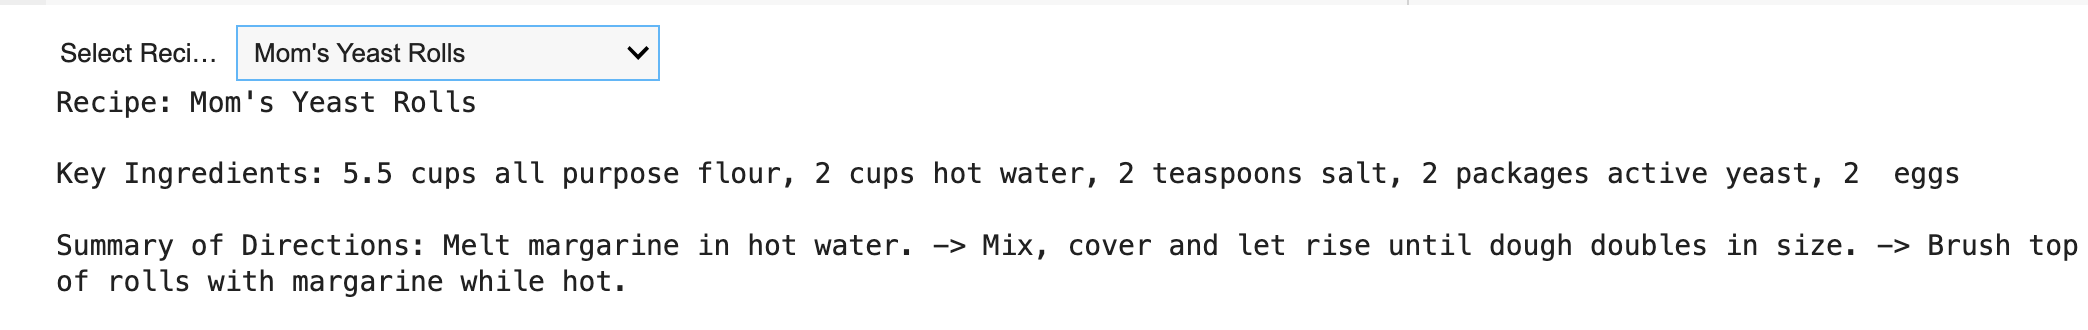 Select Reci... Mom's Yeast Rolls
Recipe: Mom's Yeast Rolls
Key Ingredients: 5.5 cups all purpose flour, 2 cups hot water, 2 teaspoons salt, 2 packages active yeast, 2  eggs
Summary of Directions: Melt margarine in hot water. —> Mix, cover and let rise until dough doubles in size. —> Brush top
of rolls with margarine while hot.